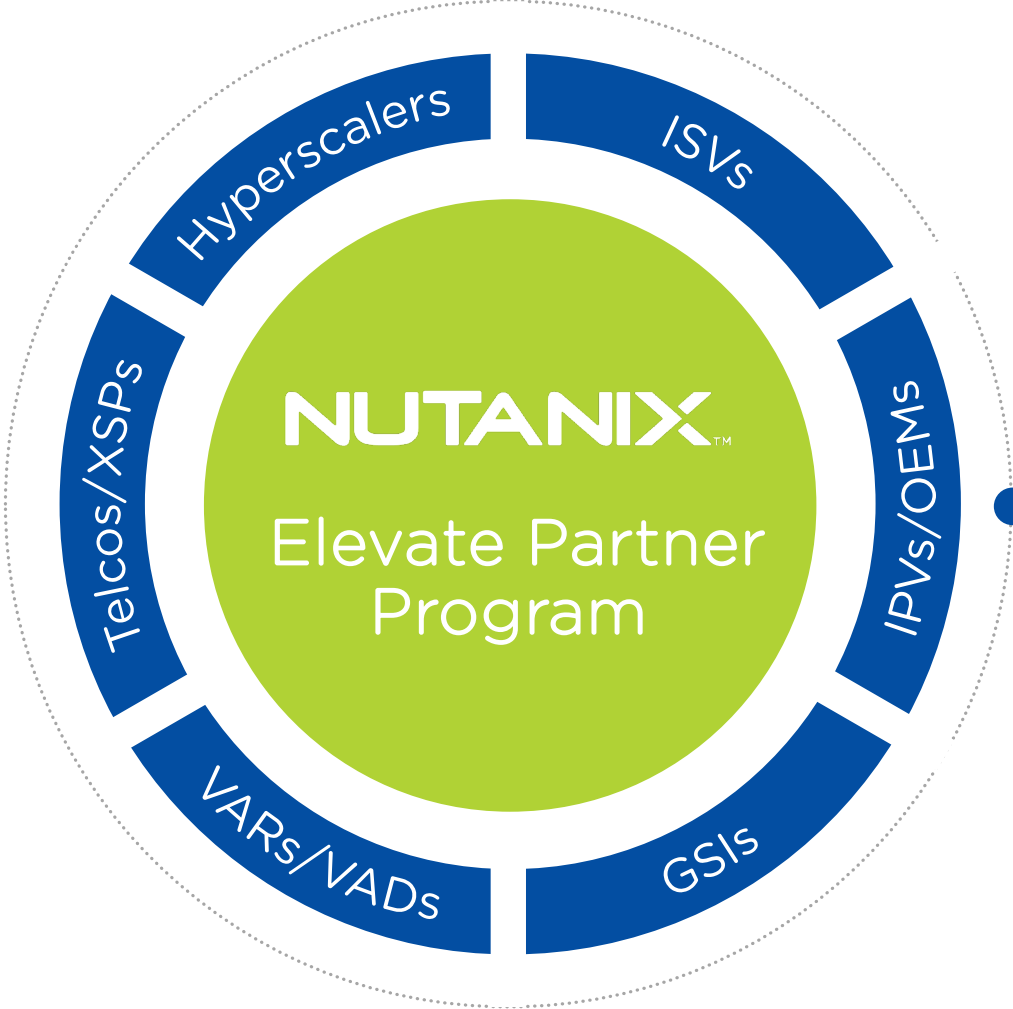 Hyperscalers
ISVs
Telcos/XSPs
IPVs/OEMs
NUTANIX™
Elevate Partner
Program
VARs/VADs
GSIs